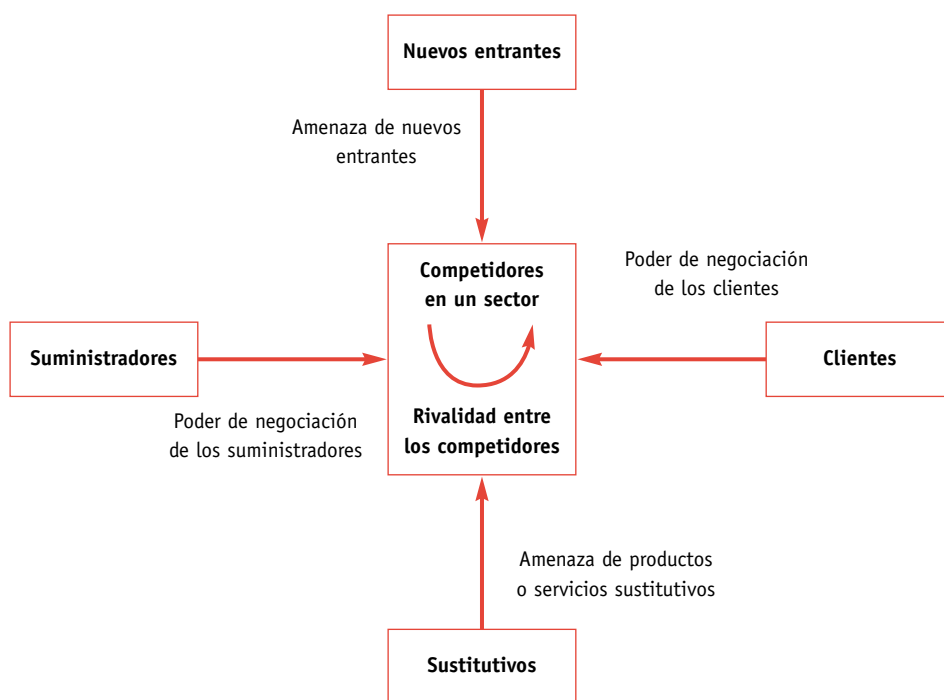 Nuevos entrantes
Amenaza de nuevos
entrantes
Competidores
en un sector
Poder de negociación
de los clientes
Suministradores
Clientes
Poder de negociación
de los suministradores
Rivalidad entre
los competidores
Amenaza de productos
o servicios sustitutivos
Sustitutivos